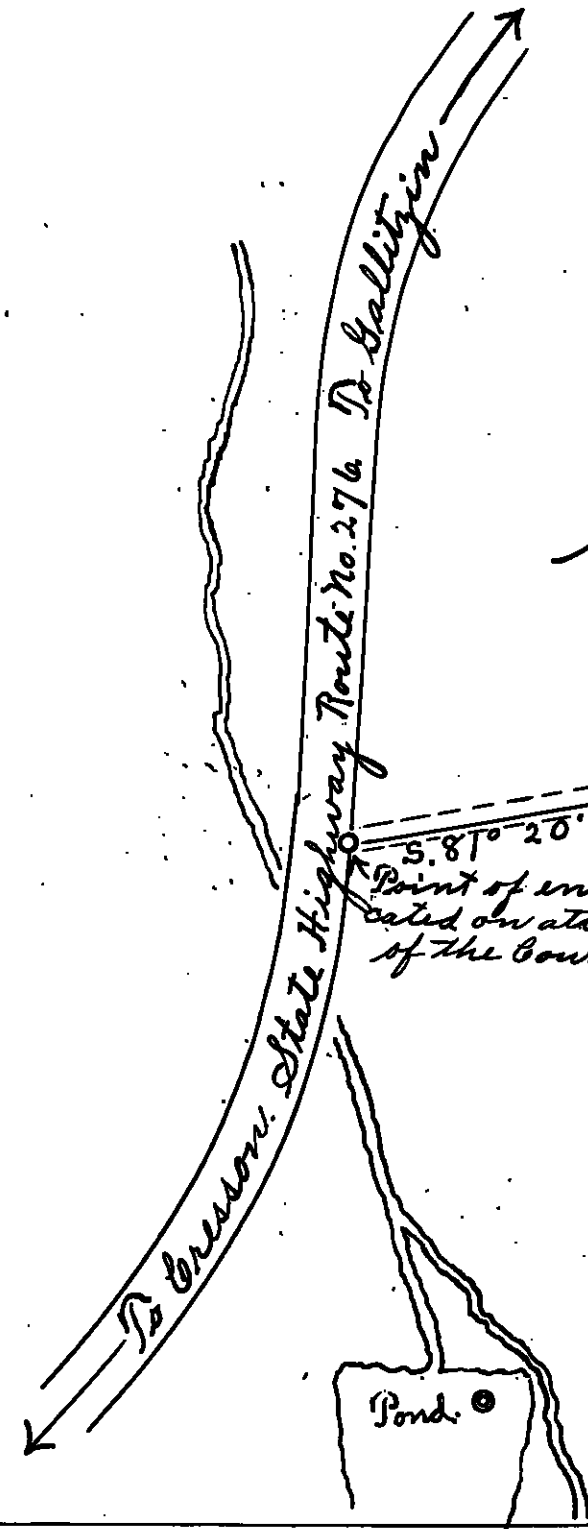 To Cresson. State Highway Route No. 276. To Gallitzin
S. 81° 20'
Point of en
cated on
of the Cou
Pond.